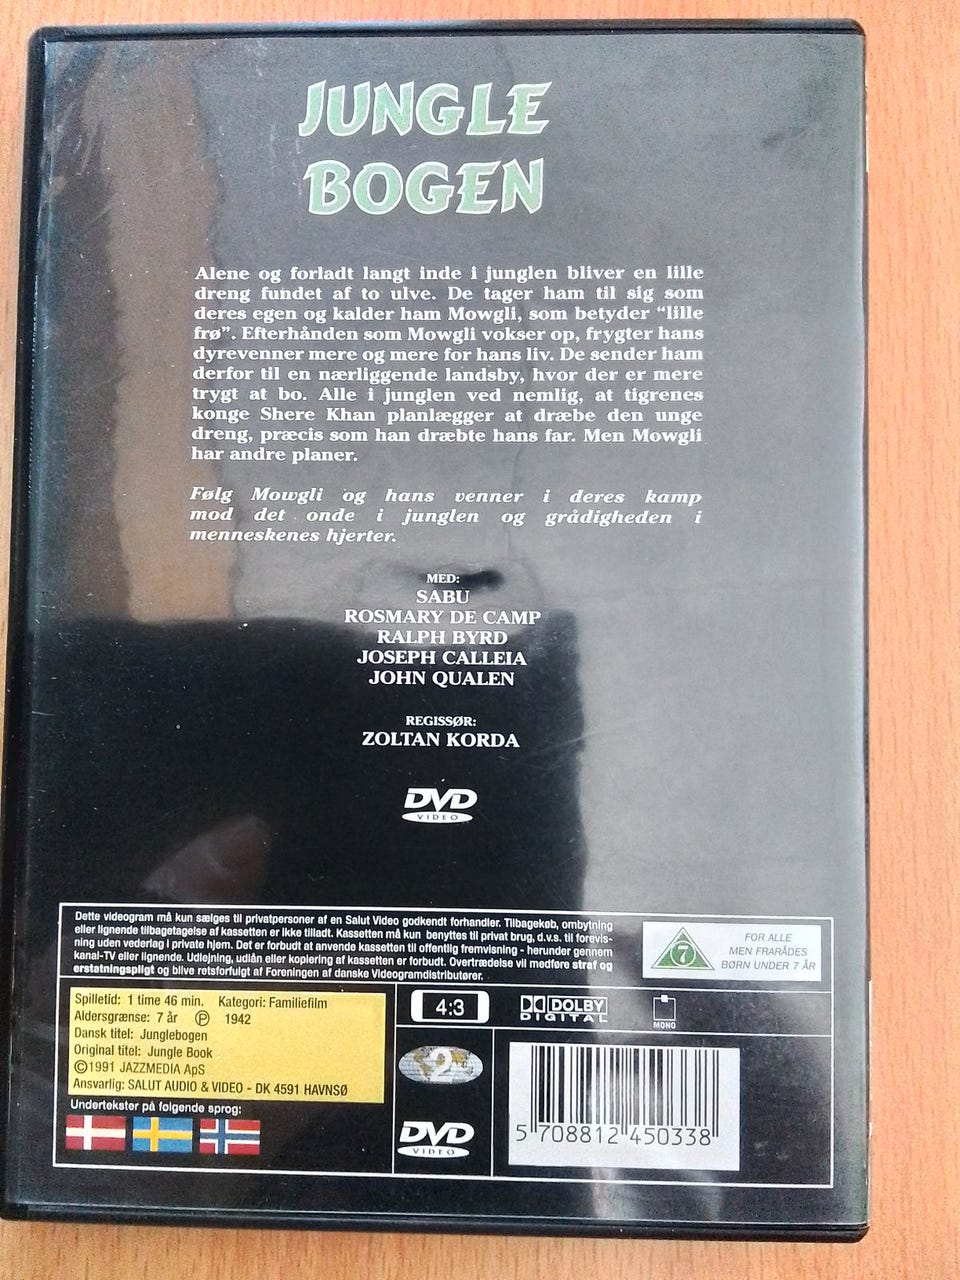 JUNGLE
BOGEN
Alene og forladt langt inde i junglen bliver en lille
dreng fundet af to ulve. De tager ham til sig som
deres egen og kalder ham Mowgli, som betyder “lille
frø”. Efterhånden som Mowgli vokser op, frygter hans
dyrevenner mere og mere for hans liv. De sender ham
derfor til en nærliggende landsby, hvor der er mere
trygt at bo. Alle i junglen ved nemlig, at tigrenes
konge Shere Khan planlægger at dræbe den unge
dreng, præcis som han dræbte hans far. Men Mowgli
har andre planer.
Følg Mowgli og hans venner i deres kamp
mod det onde i junglen og grådigheden i
menneskenes hjerter.
MED:
SABU
ROSMARY DE CAMP
RALPH BYRD
JOSEPH CALLEIA
JOHN QUALEN
REGISSØR:
ZOLTAN KORDA
DVD
VIDEO
Dette videogram må kun sælges til privatpersoner af en Salut Video godkendt forhandler. Tilbagekøb, ombytning
eller lignende tilbagetagelse af kassetten er ikke tilladt. Kassetten må kun benyttes til privat brug, d.v.s. til forevis-
ning uden vederlag i private hjem. Det er forbudt at anvende kassetten til offentlig fremvisning - herunder gennem
kanal-TV eller lignende. Udlejning, udlån eller kopiering af kassetten er forbudt. Overtrædelse vil medføre straf og
erstatningspligt og blive retsforfulgt af Foreningen af danske Videogramdistributører.
7
FOR ALLE
MEN FRARÅDES
BØRN UNDER 7 ÅR
Spilletid: 1 time 46 min. Kategori: Familiefilm
Aldersgrænse: 7 år Ⓟ 1942
Dansk titel: Junglebogen
Original titel: Jungle Book
©1991 JAZZMEDIA ApS
Ansvarlig: SALUT AUDIO & VIDEO - DK 4591 HAVNSØ
Undertekster på følgende sprog:
4:3
DOLBY
DIGITAL
MONO
2
DVD
VIDEO
5 708812 450338